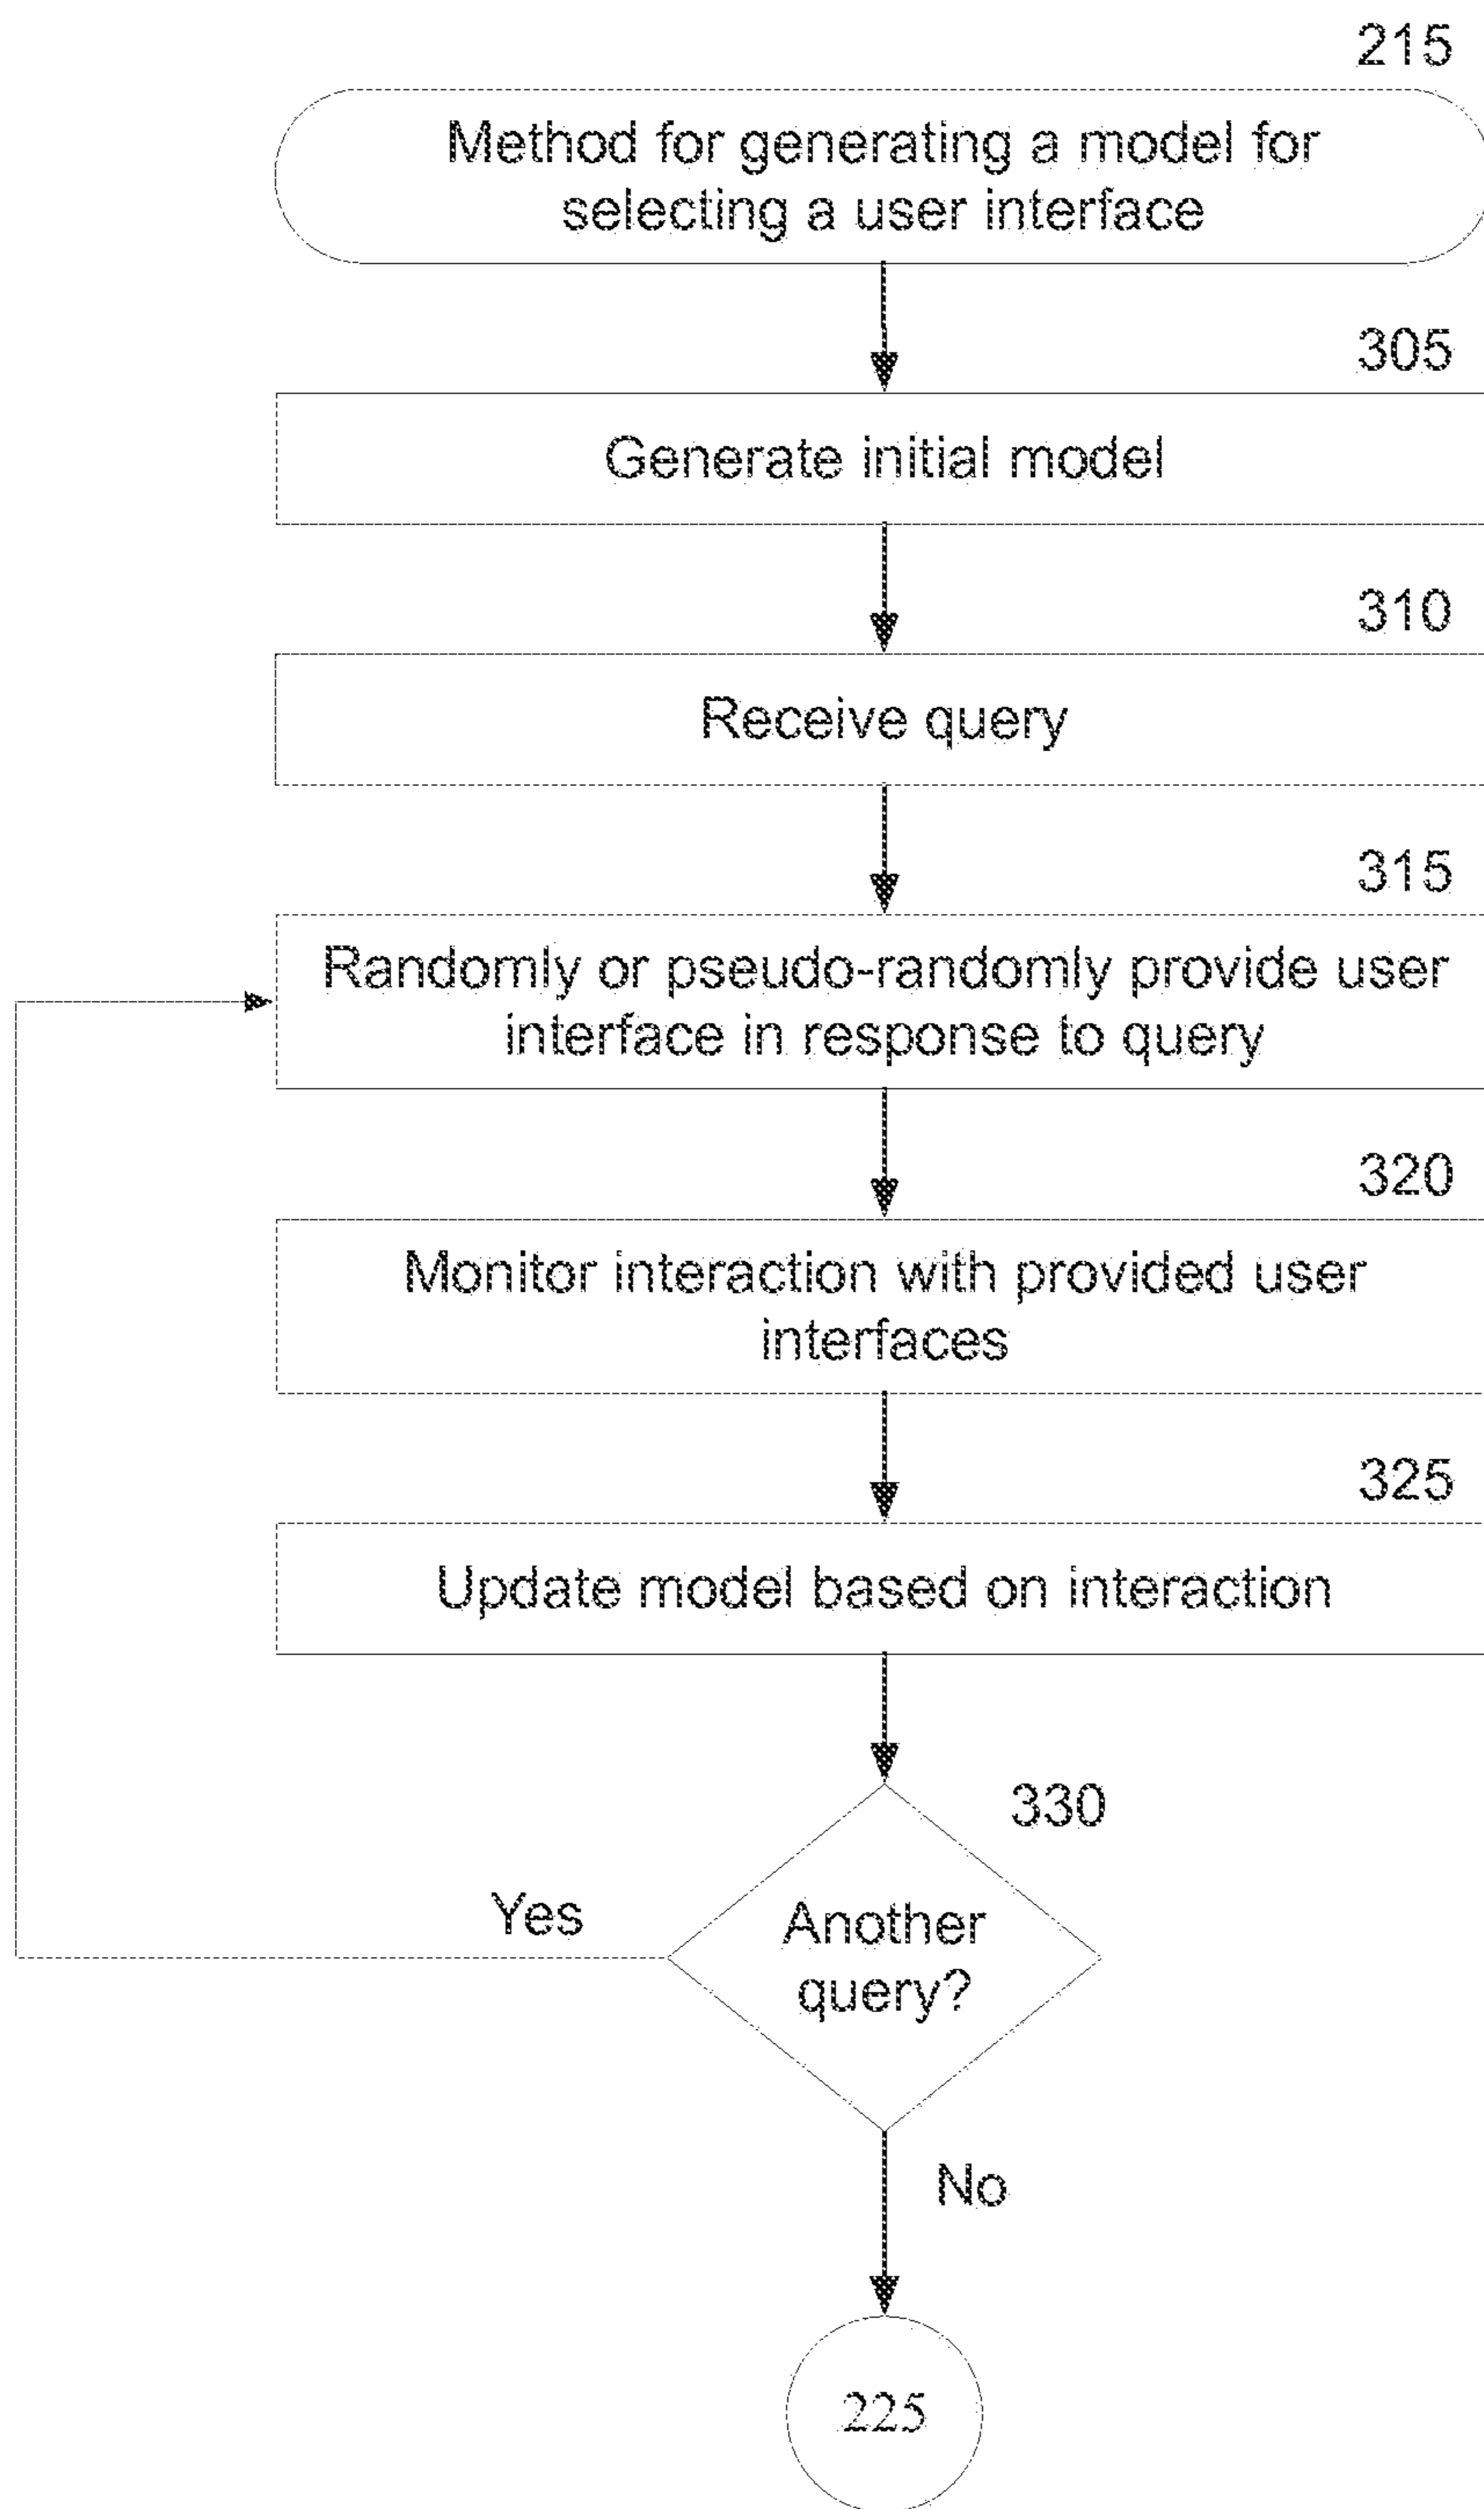 215
Method for generating a model for
selecting a user interface
305
Generate initial model
310
Receive query
315
Randomly or pseudo-randomly provide user
interface in response to query
320
Monitor interaction with provided user
interfaces
325
Update model based on interaction
330
Another
query?
Yes
No
225